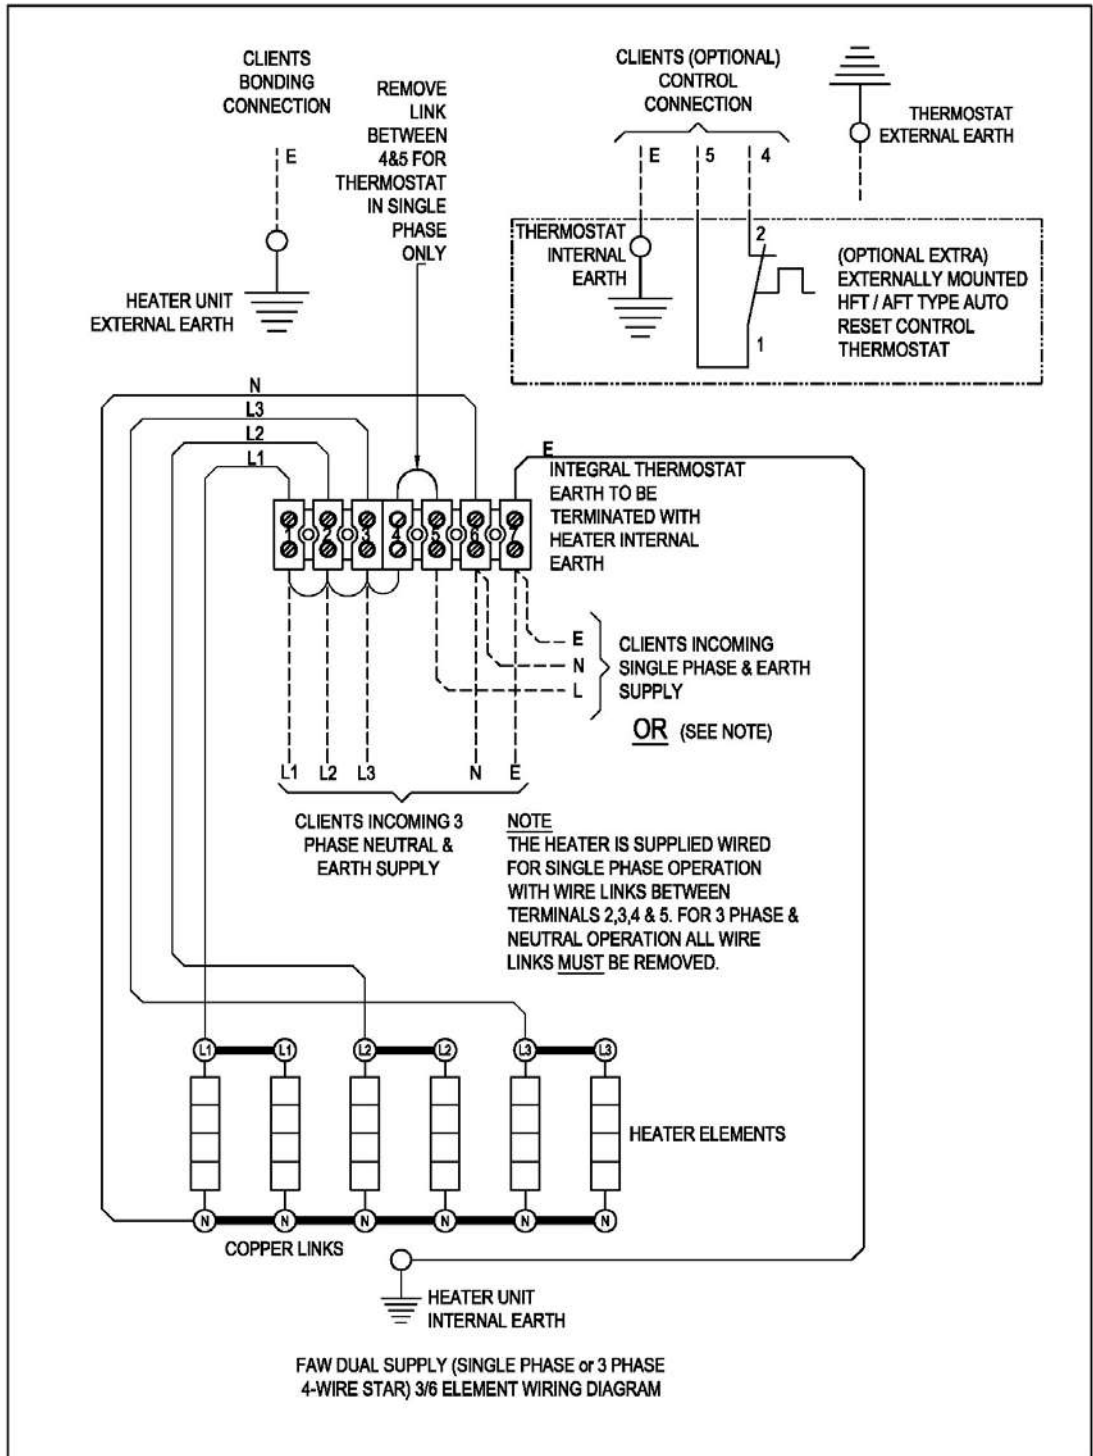 CLIENTS
BONDING
CONNECTION
E
HEATER UNIT
EXTERNAL EARTH
REMOVE
LINK
BETWEEN
4&5 FOR
THERMOSTAT
IN SINGLE
PHASE
ONLY
CLIENTS (OPTIONAL)
CONTROL
CONNECTION
E 5 4
THERMOSTAT
EXTERNAL EARTH
THERMOSTAT
INTERNAL
EARTH
2
1
(OPTIONAL EXTRA)
EXTERNALLY MOUNTED
HFT / AFT TYPE AUTO
RESET CONTROL
THERMOSTAT
N
L3
L2
L1
E
INTEGRAL THERMOSTAT
EARTH TO BE
TERMINATED WITH
HEATER INTERNAL
EARTH
1 2 3 4 5 6 7
E
N
L
CLIENTS INCOMING
SINGLE PHASE & EARTH
SUPPLY
OR (SEE NOTE)
L1 L2 L3 N E
CLIENTS INCOMING 3
PHASE NEUTRAL &
EARTH SUPPLY
NOTE
THE HEATER IS SUPPLIED WIRED
FOR SINGLE PHASE OPERATION
WITH WIRE LINKS BETWEEN
TERMINALS 2,3,4 & 5. FOR 3 PHASE &
NEUTRAL OPERATION ALL WIRE
LINKS MUST BE REMOVED.
L1 L1 L2 L2 L3 L3
HEATER ELEMENTS
N N N N N N
COPPER LINKS
HEATER UNIT
INTERNAL EARTH
FAW DUAL SUPPLY (SINGLE PHASE or 3 PHASE
4-WIRE STAR) 3/6 ELEMENT WIRING DIAGRAM